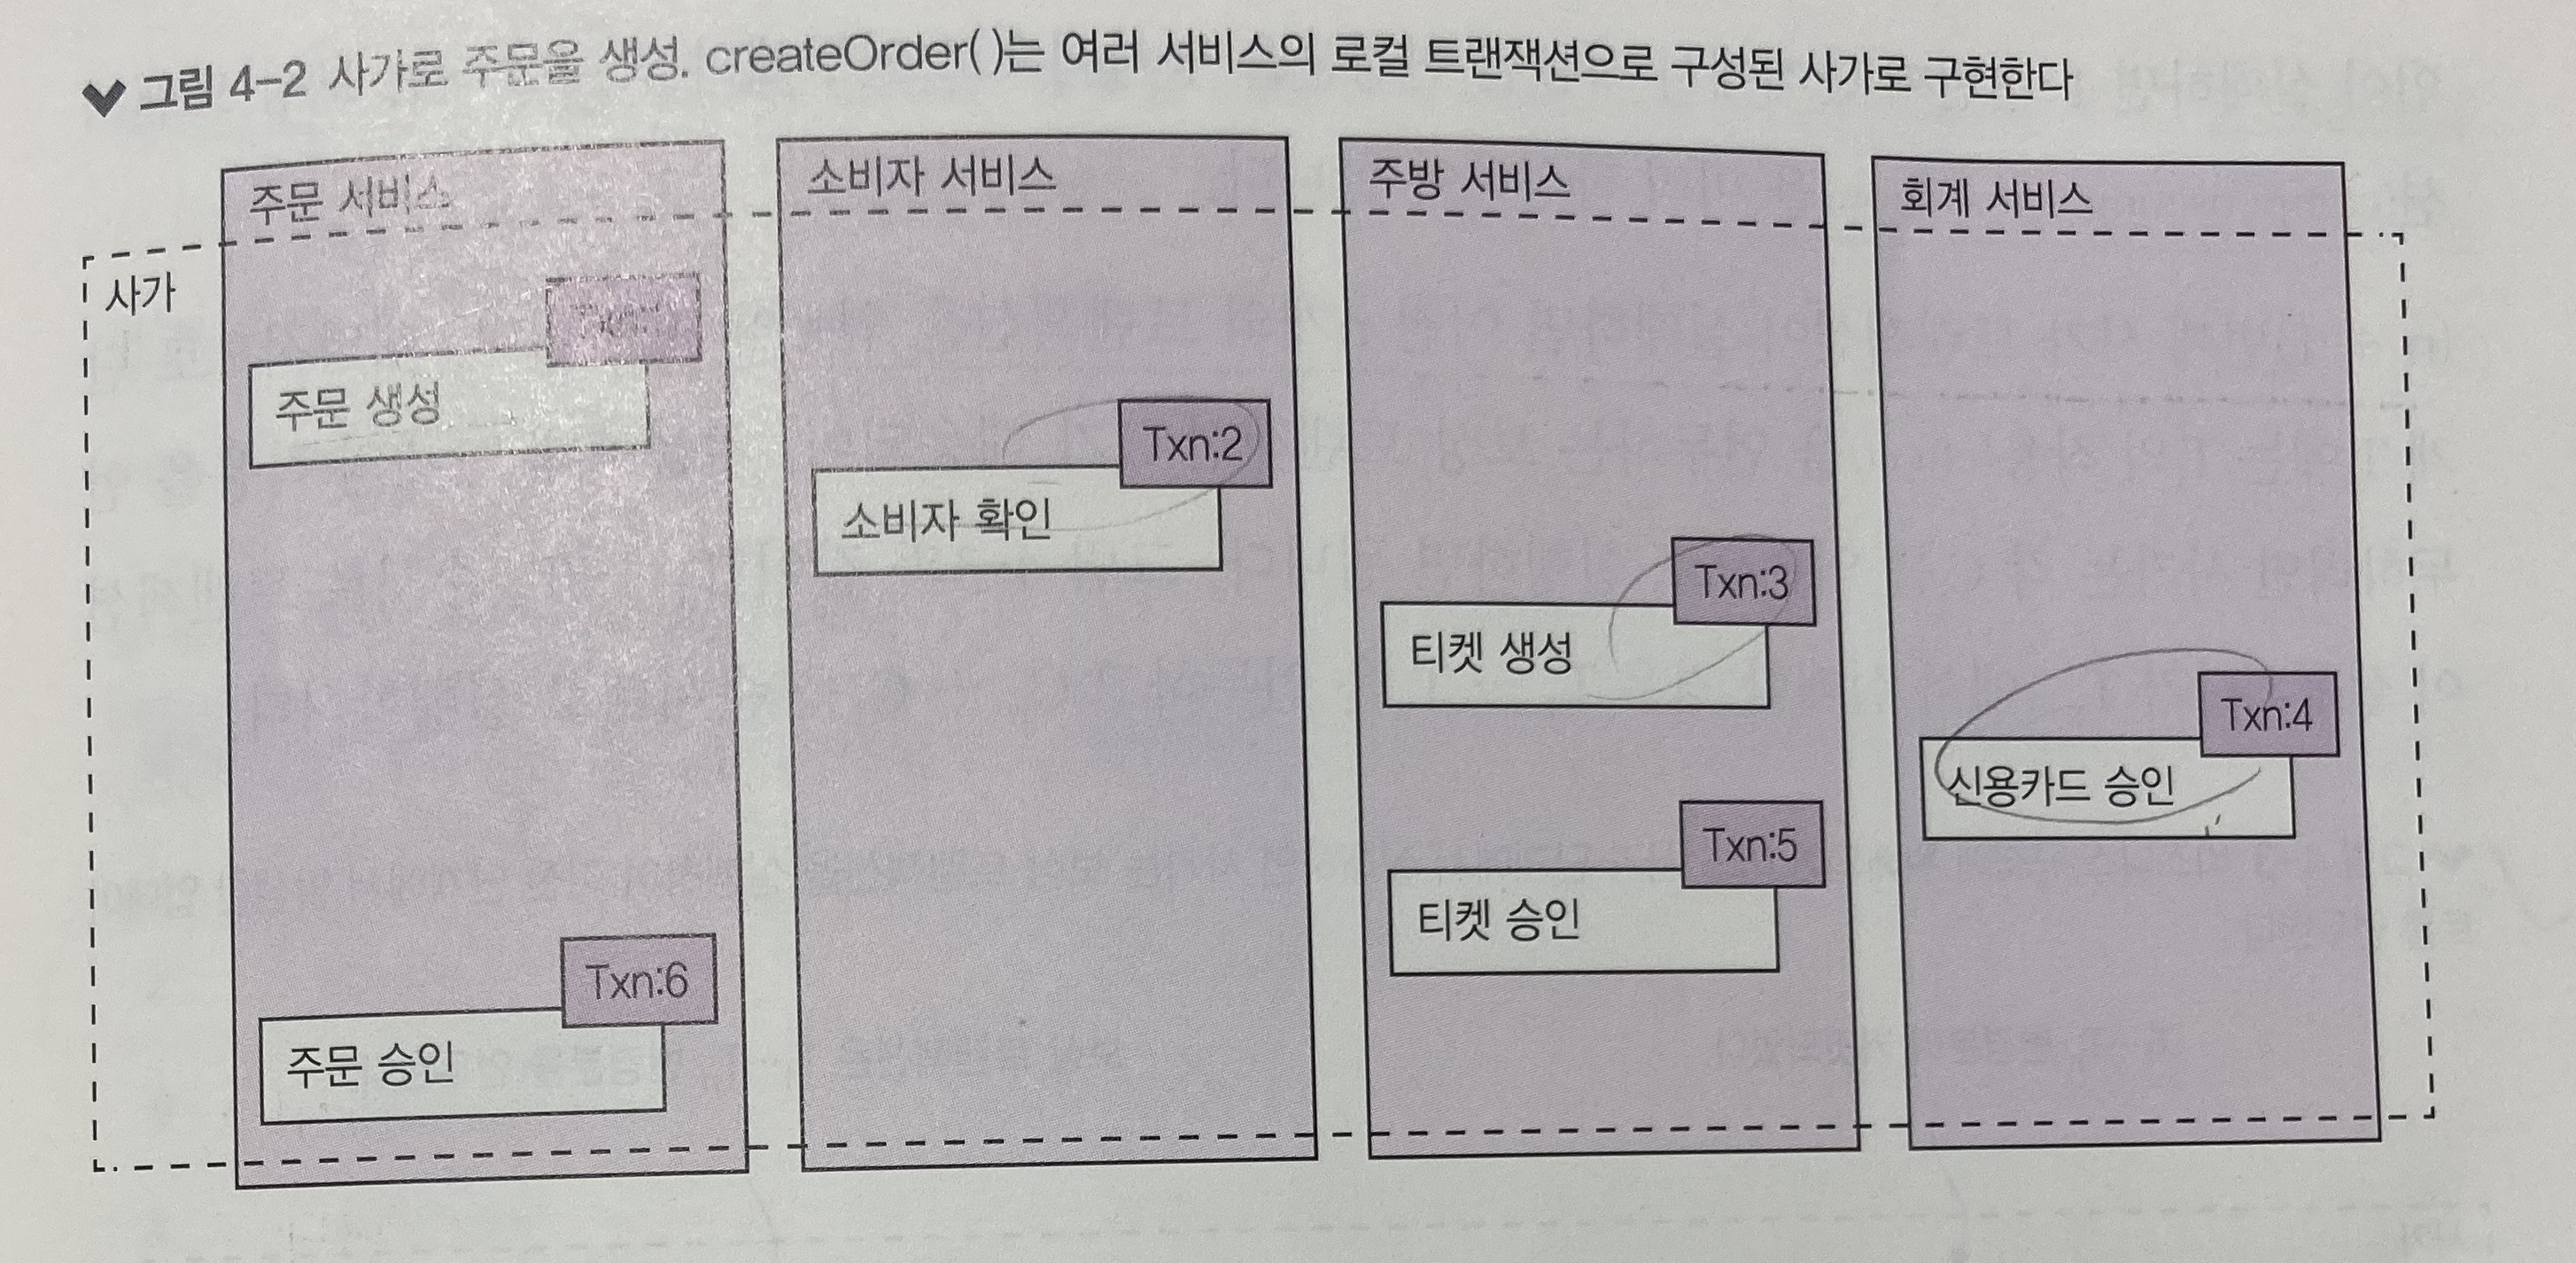 그림 4-2 사가로 주문을 생성. createOrder( )는 여러 서비스의 로컬 트랜잭션으로 구성된 사가로 구현한다
주문 서비스
소비자 서비스
주방 서비스
회계 서비스
사가
주문 생성
Txn:2
소비자 확인
Txn:3
티켓 생성
Txn:4
신용카드 승인
Txn:5
티켓 승인
Txn:6
주문 승인